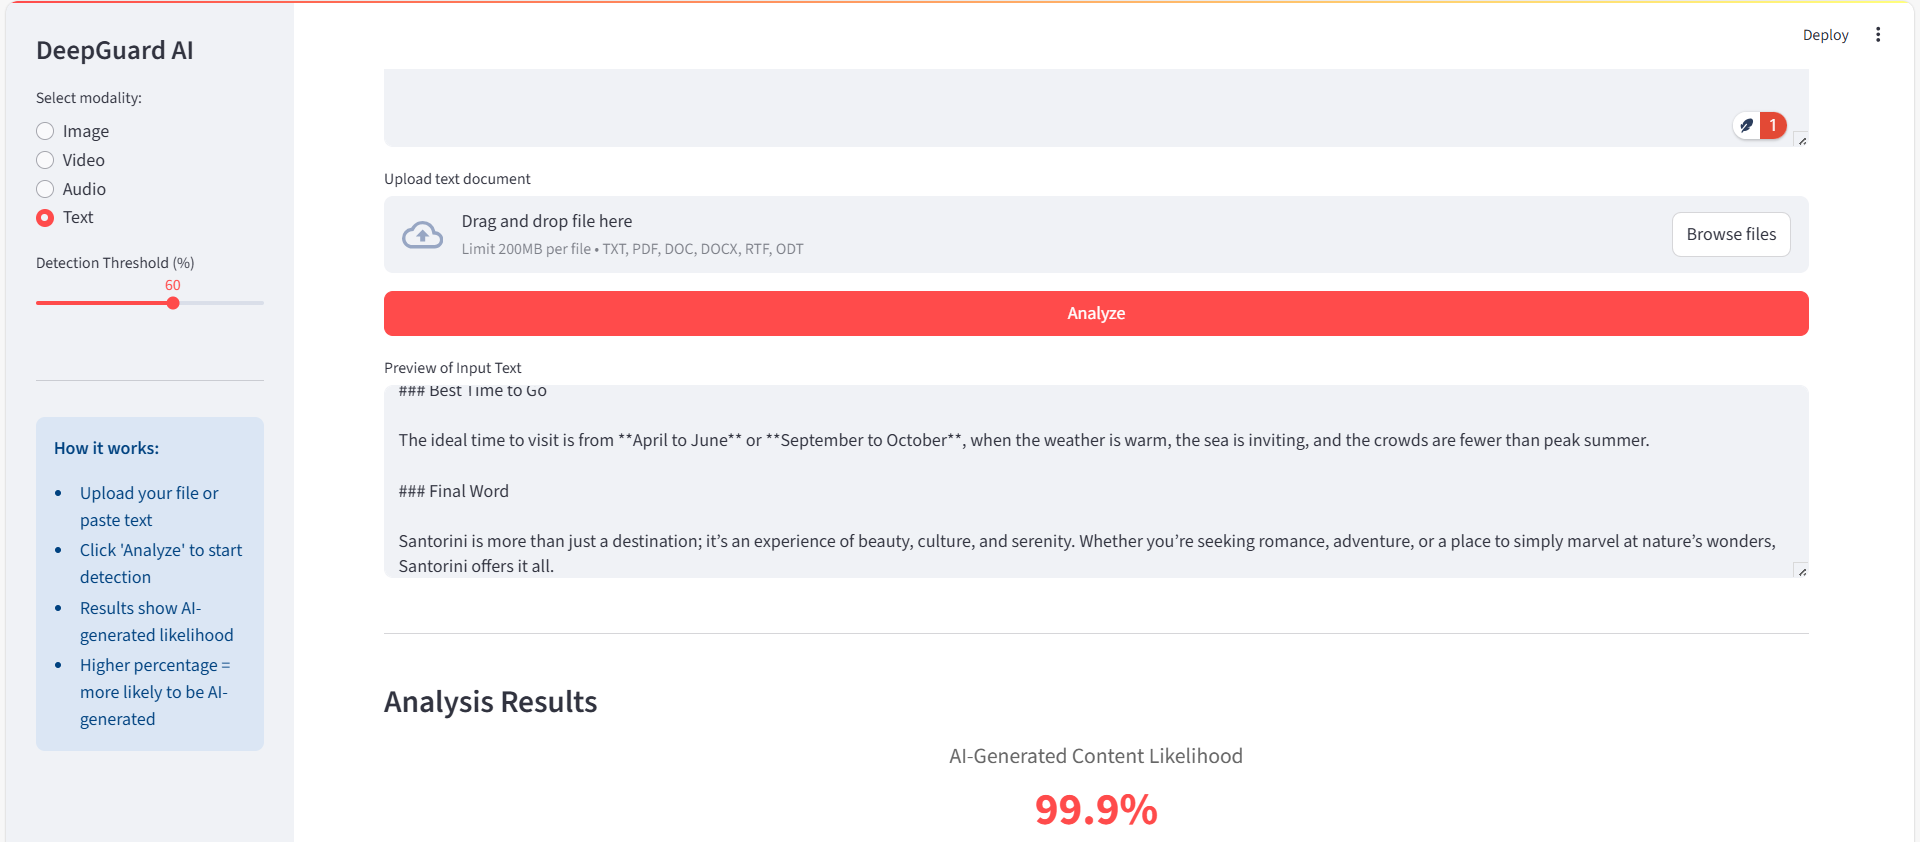 DeepGuard AI
Select modality:
Image
Video
Audio
Text
Detection Threshold (%)
60
How it works:
Upload your file or
paste text
Click 'Analyze' to start
detection
Results show AI-
generated likelihood
Higher percentage =
more likely to be AI-
generated
Deploy
1
Upload text document
Drag and drop file here
Limit 200MB per file • TXT, PDF, DOC, DOCX, RTF, ODT
Browse files
Analyze
Preview of Input Text
### Best Time to Go
The ideal time to visit is from **April to June** or **September to October**, when the weather is warm, the sea is inviting, and the crowds are fewer than peak summer.
### Final Word
Santorini is more than just a destination; it’s an experience of beauty, culture, and serenity. Whether you’re seeking romance, adventure, or a place to simply marvel at nature’s wonders,
Santorini offers it all.
Analysis Results
AI-Generated Content Likelihood
99.9%